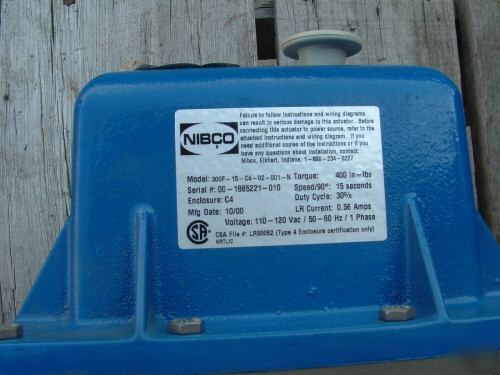 NIBCO
Failure to follow instructions and wiring diagrams
can result in serious damage to this actuator. Before
connecting this actuator to power source, refer to the
attached instructions and wiring diagram. If you
need additional copies of the instructions or if you
have any questions about installation, contact:
Nibco, Elkhart, Indiana, 1-800-234-0227
Model: 300F-15-C4-02-001-N Torque: 400 in-lbs
Serial #: 00-1885221-010 Speed/90°: 15 seconds
Enclosure: C4 Duty Cycle: 30%
Mfg Date: 10/00 LR Current: 0.56 Amps
Voltage: 110-120 Vac / 50-60 Hz / 1 Phase
CSA File #: LR90062 (Type 4 Enclosure certification only)
NRTL/C